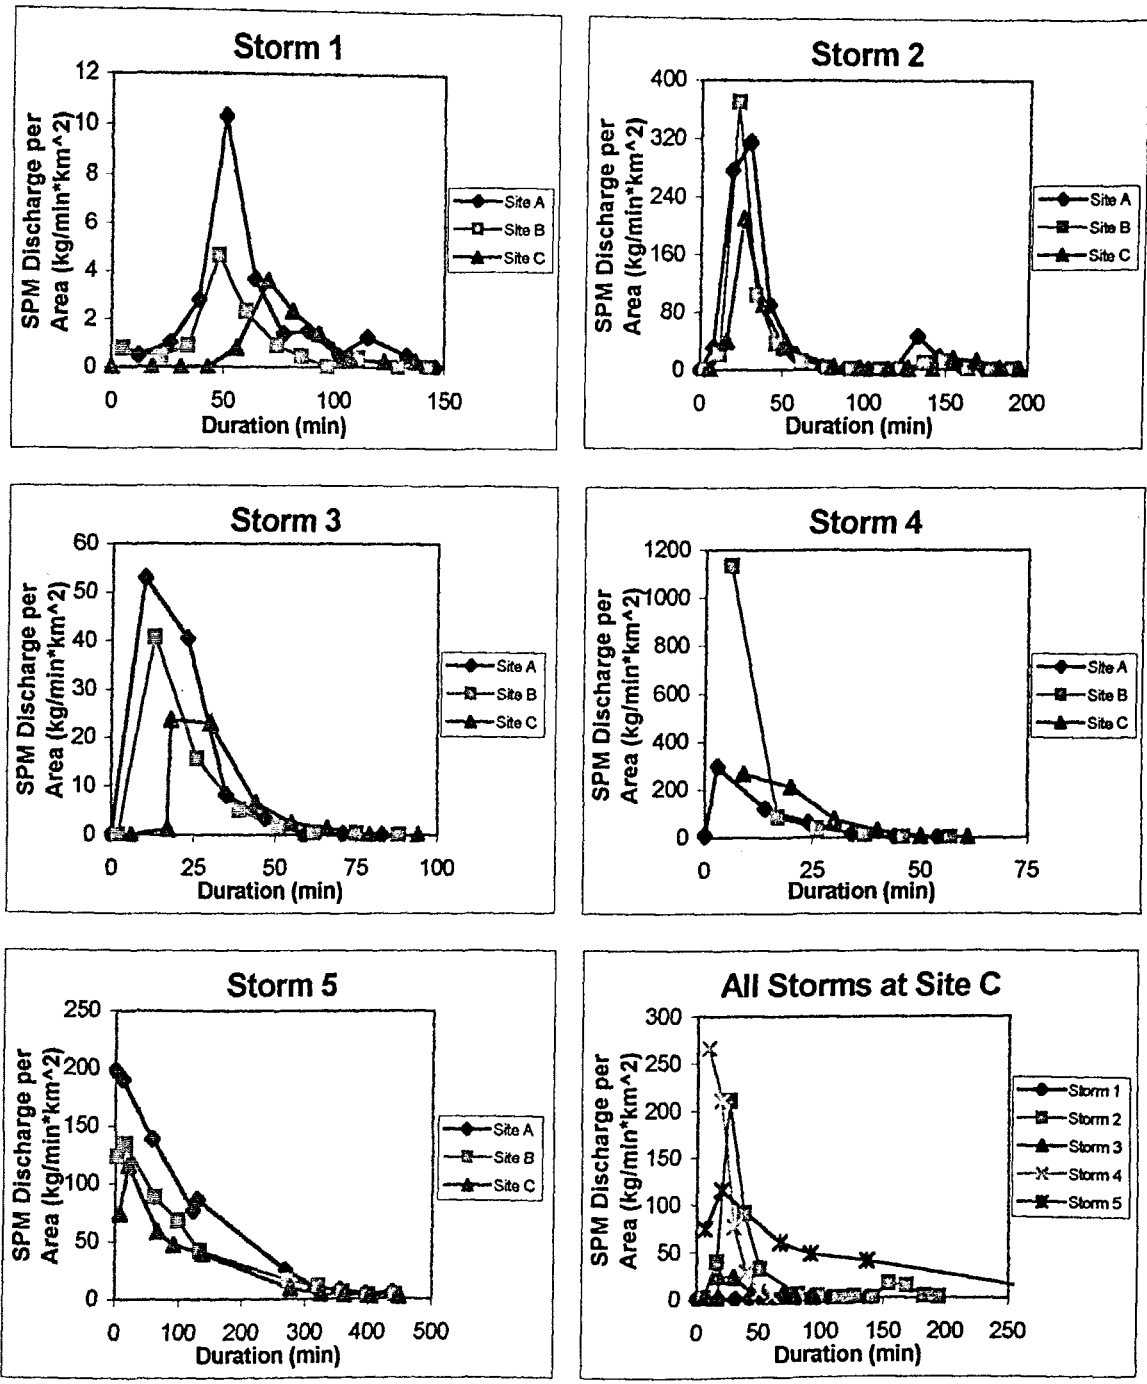 Storm 1
SPM Discharge per
Area (kg/min*km^2)
12
10
8
6
4
2
0
0 50 100 150
Duration (min)
Site A
Site B
Site C
Storm 2
SPM Discharge per
Area (kg/min*km^2)
400
320
240
160
80
0
0 50 100 150 200
Duration (min)
Site A
Site B
Site C
Storm 3
SPM Discharge per
Area (kg/min*km^2)
60
50
40
30
20
10
0
0 25 50 75 100
Duration (min)
Site A
Site B
Site C
Storm 4
SPM Discharge per
Area (kg/min*km^2)
1200
1000
800
600
400
200
0
0 25 50 75
Duration (min)
Site A
Site B
Site C
Storm 5
SPM Discharge per
Area (kg/min*km^2)
250
200
150
100
50
0
0 100 200 300 400 500
Duration (min)
Site A
Site B
Site C
All Storms at Site C
SPM Discharge per
Area (kg/min*km^2)
300
250
200
150
100
50
0
0 50 100 150 200 250
Duration (min)
Storm 1
Storm 2
Storm 3
Storm 4
Storm 5